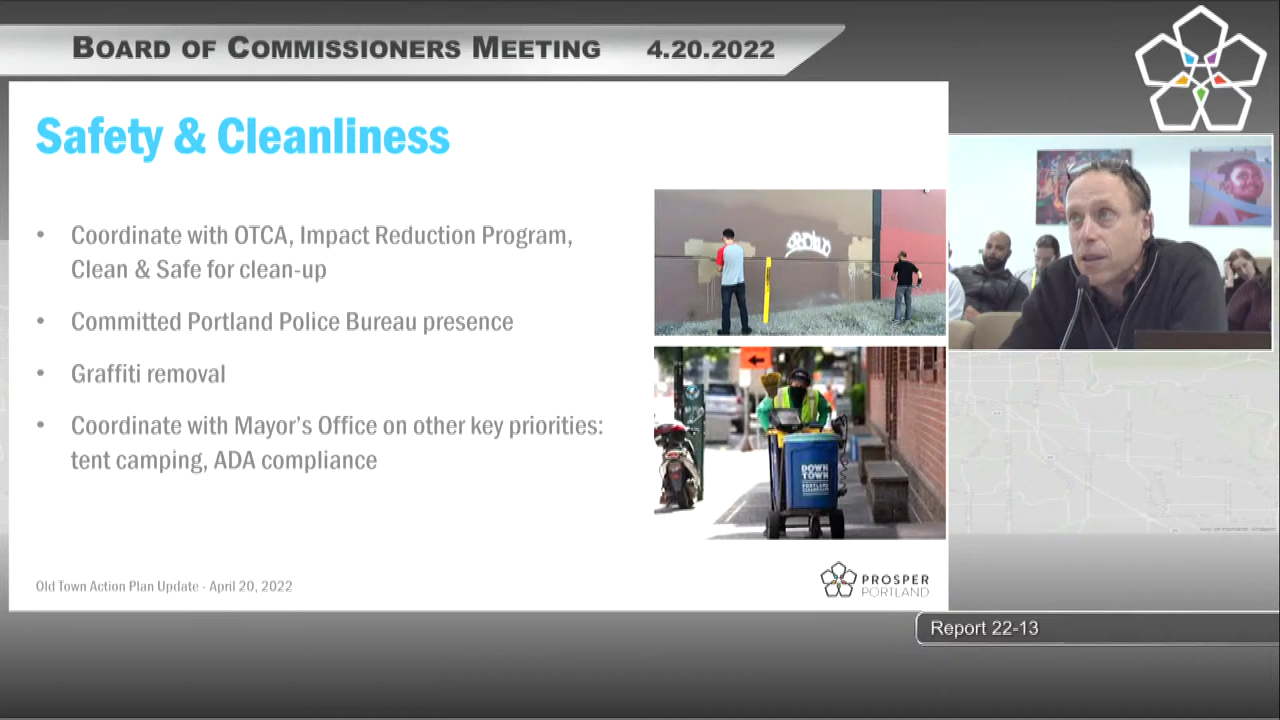 BOARD OF COMMISSIONERS MEETING 4.20.2022
Safety & Cleanliness
• Coordinate with OTCA, Impact Reduction Program,
Clean & Safe for clean-up
• Committed Portland Police Bureau presence
• Graffiti removal
• Coordinate with Mayor's Office on other key priorities:
tent camping, ADA compliance
DOWN
TOWN
PORTLAND
Old Town Action Plan Update - April 20, 2022
PROSPER
PORTLAND
Report 22-13